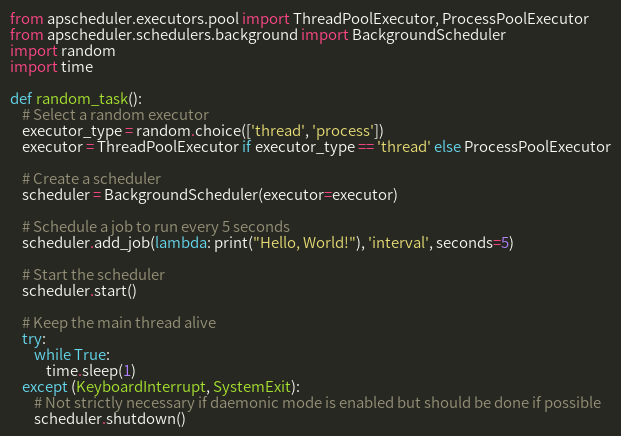 from apscheduler.executors.pool import ThreadPoolExecutor, ProcessPoolExecutor
from apscheduler.schedulers.background import BackgroundScheduler
import random
import time

def random_task():
    # Select a random executor
    executor_type = random.choice(['thread', 'process'])
    executor = ThreadPoolExecutor if executor_type == 'thread' else ProcessPoolExecutor

    # Create a scheduler
    scheduler = BackgroundScheduler(executor=executor)

    # Schedule a job to run every 5 seconds
    scheduler.add_job(lambda: print("Hello, World!"), 'interval', seconds=5)

    # Start the scheduler
    scheduler.start()

    # Keep the main thread alive
    try:
        while True:
            time.sleep(1)
    except (KeyboardInterrupt, SystemExit):
        # Not strictly necessary if daemonic mode is enabled but should be done if possible
        scheduler.shutdown()